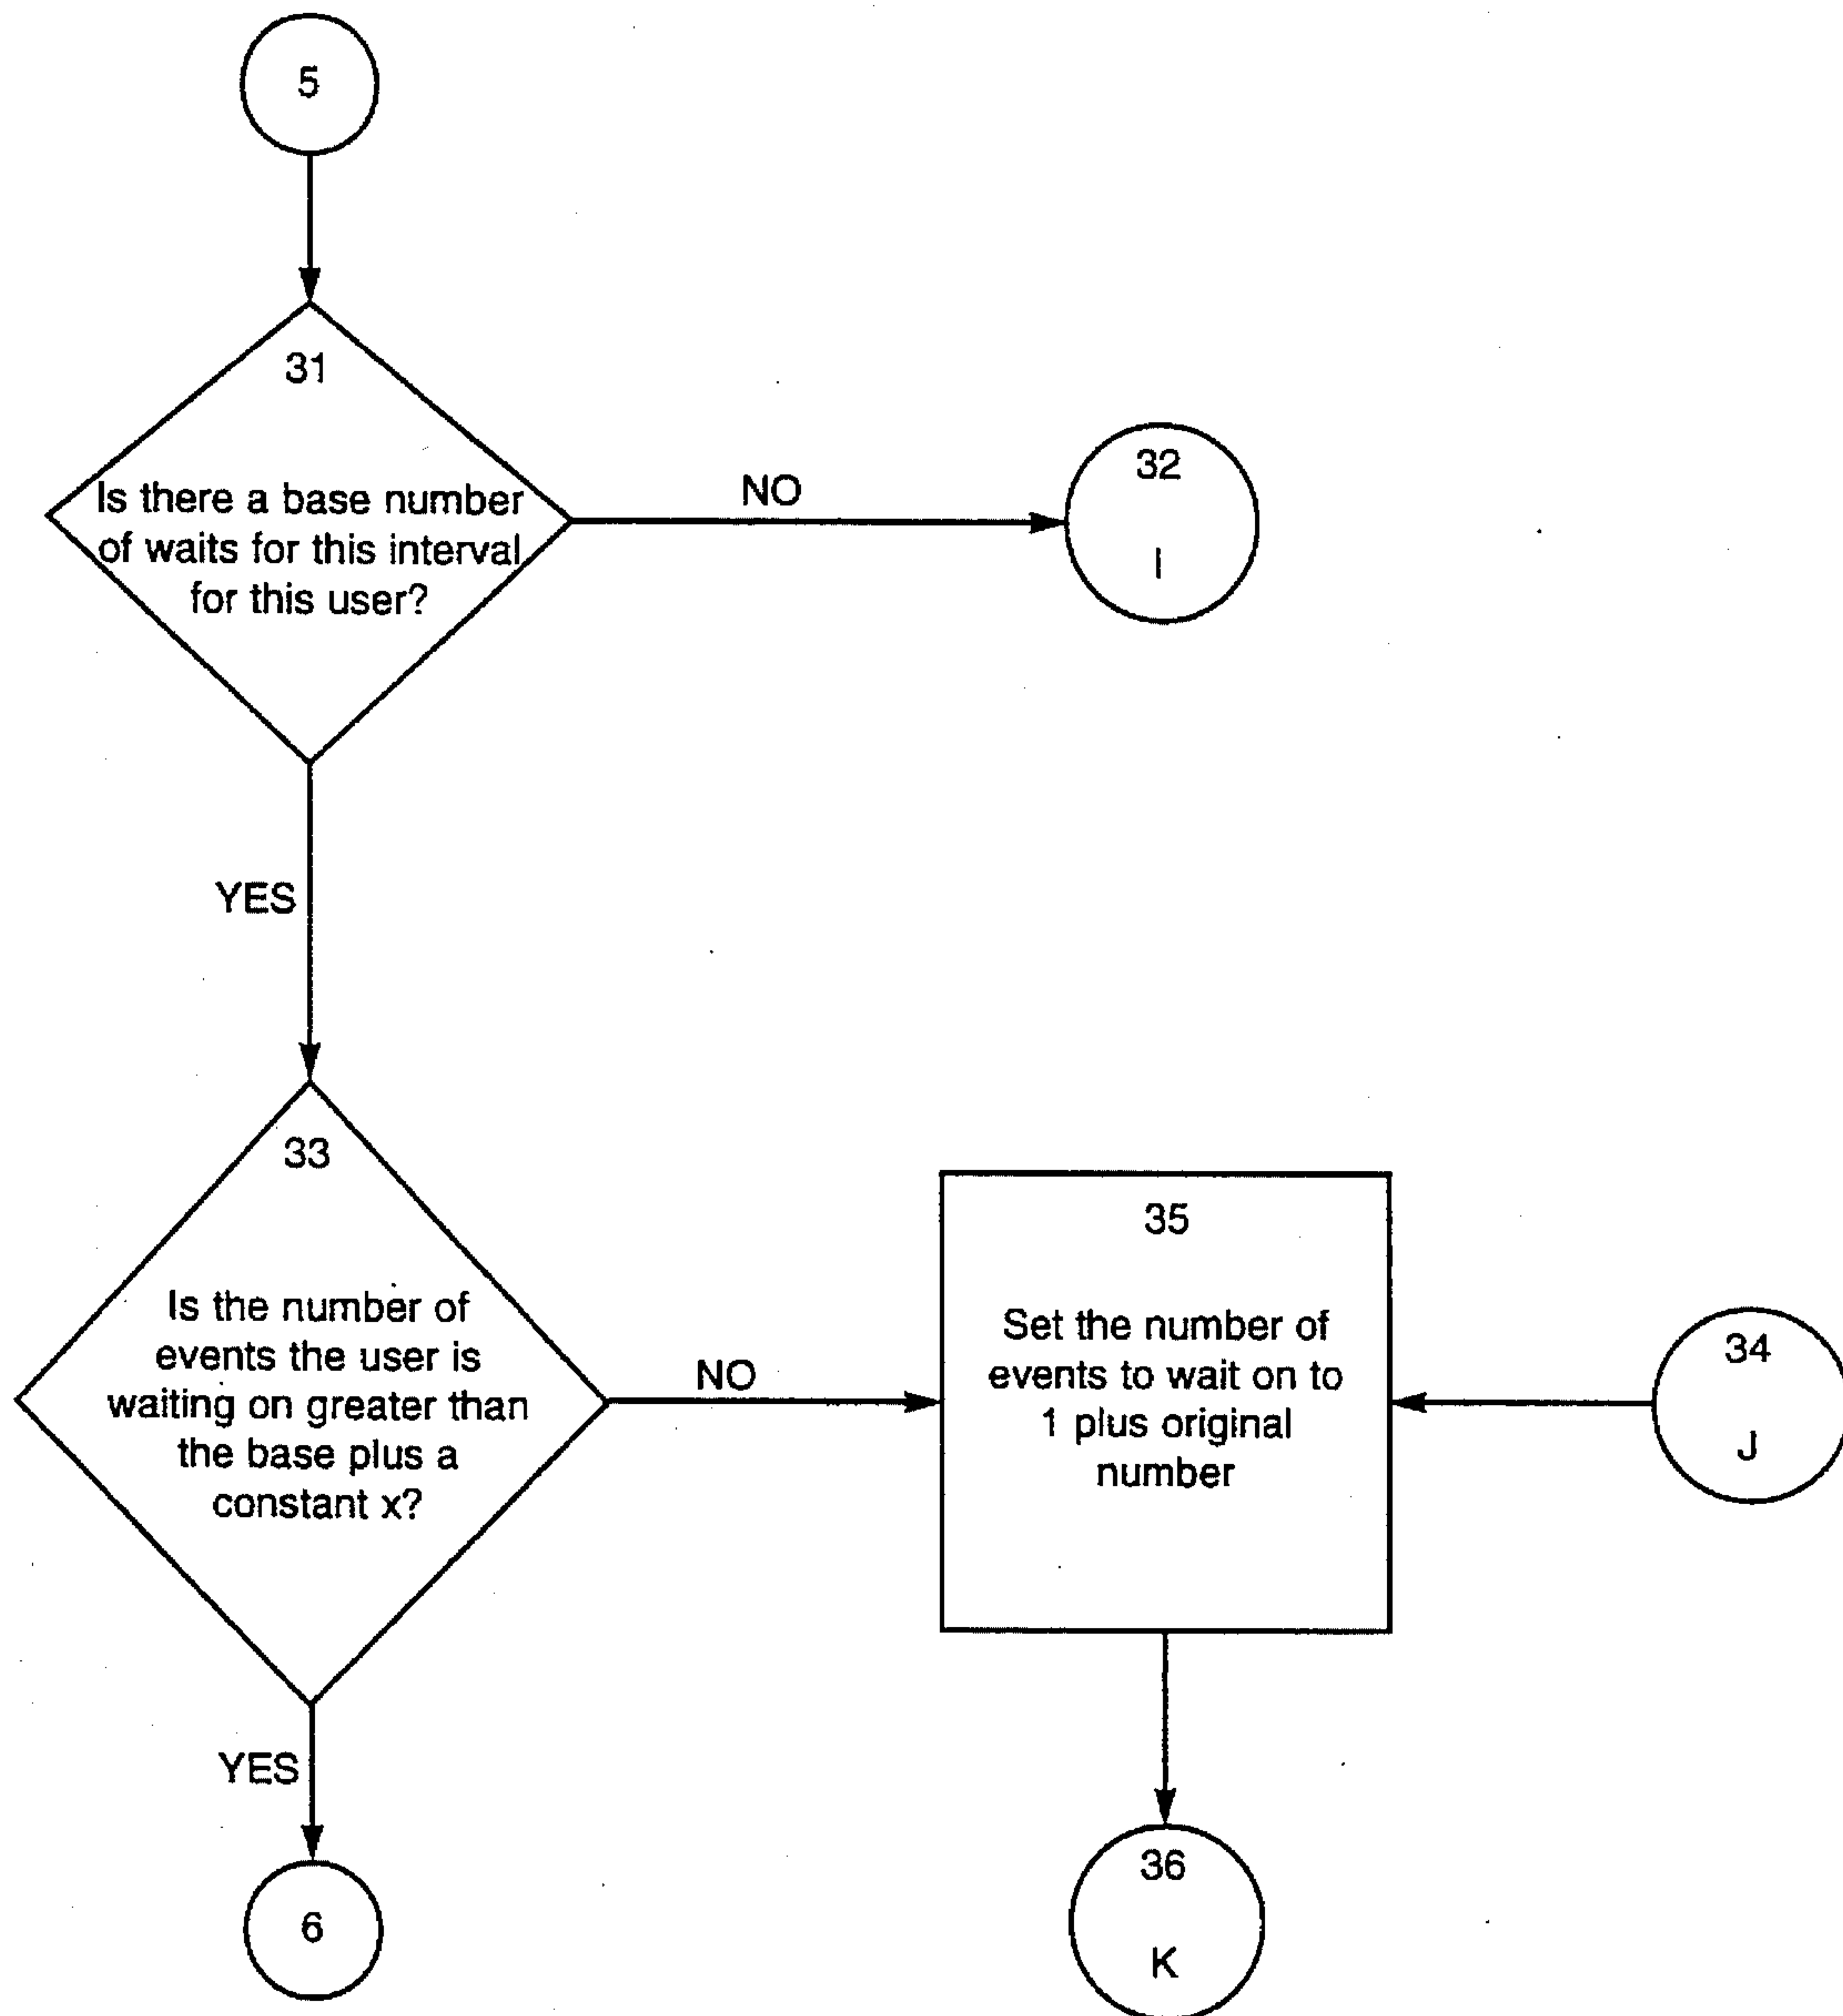 5
31
Is there a base number
of waits for this interval
for this user?
NO
32
I
YES
33
Is the number of
events the user is
waiting on greater than
the base plus a
constant x?
NO
35
Set the number of
events to wait on to
1 plus original
number
34
J
YES
6
36
K